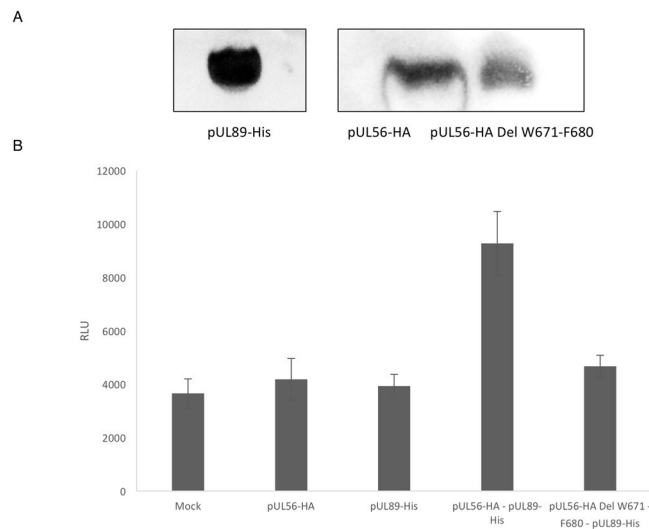 A
pUL89-His
pUL56-HA pUL56-HA Del W671-F680
B
12000
10000
8000
6000
4000
2000
0
RLU
Mock
pUL56-HA
pUL89-His
pUL56-HA - pUL89-
His
pUL56-HA Del W671 -
F680 - pUL89-His